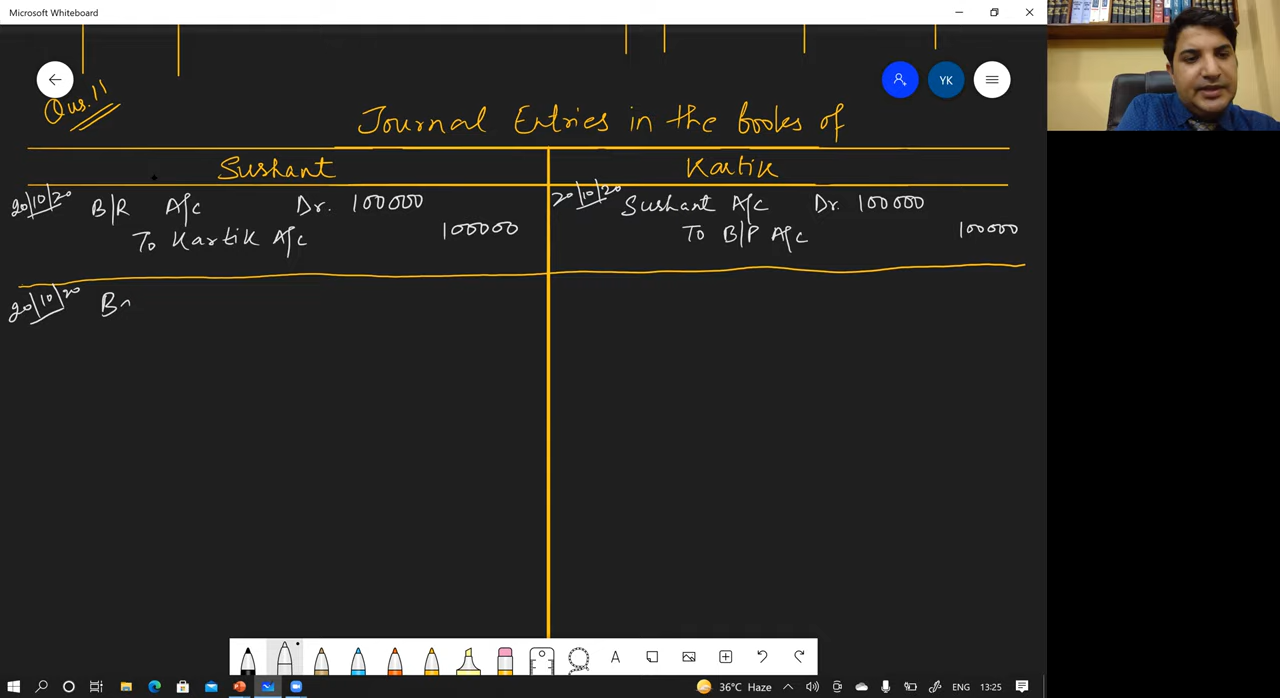 Microsoft Whiteboard
YK
Qus.11
Journal Entries in the books of
Sushant
Kartik
20/10/20 B/R A/c Dr. 100000
To Kartik A/c 100000
20/10/20 Sushant A/c Dr. 100000
To B/P A/c 100000
20/10/20
A
36°C Haze
ENG
13:25